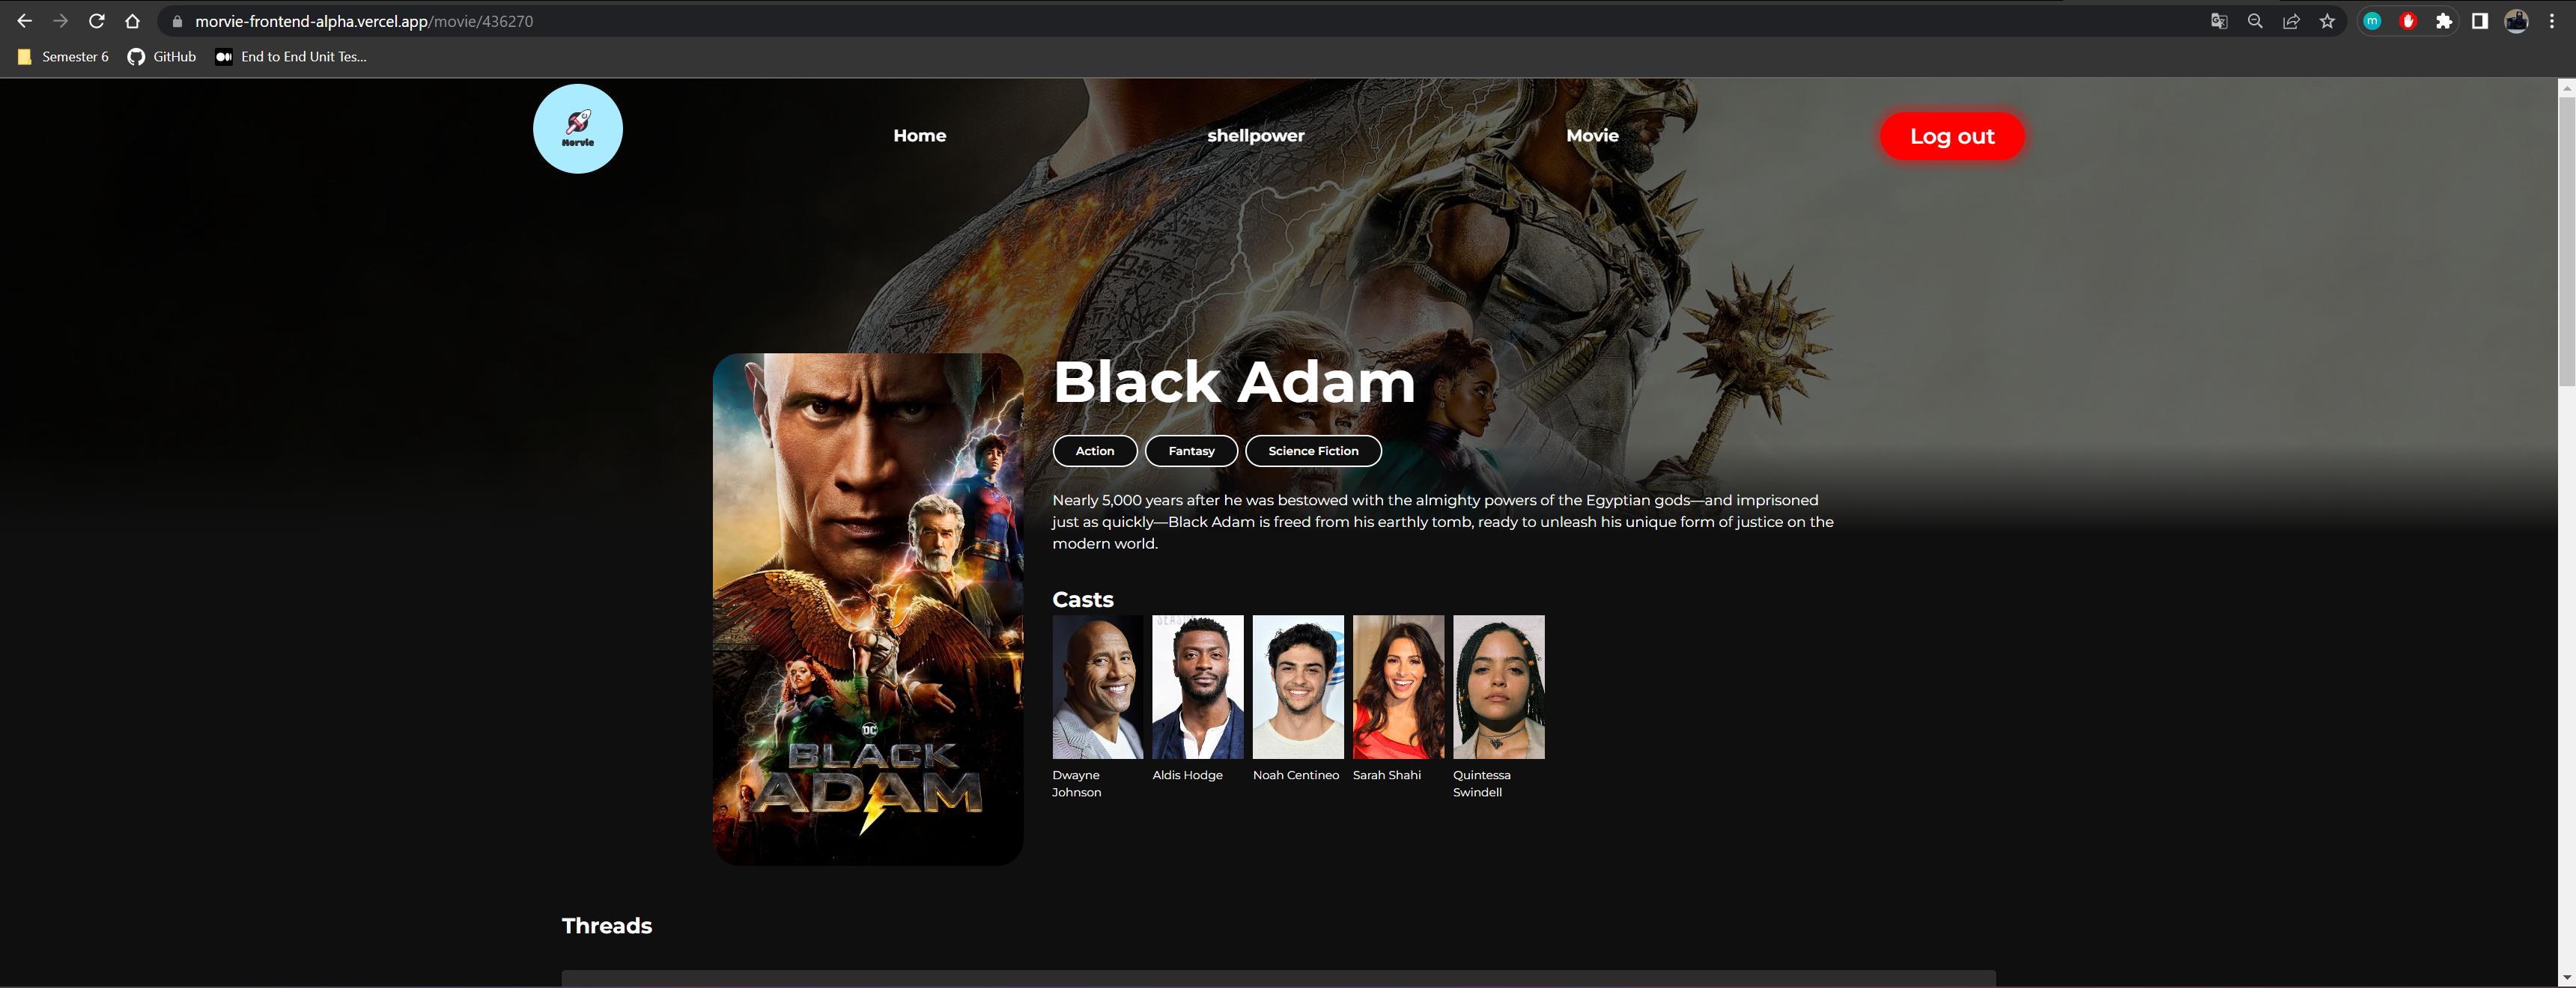 morvie-frontend-alpha.vercel.app/movie/436270
m
Semester 6
GitHub
End to End Unit Tes...
Morvie
Home
shellpower
Movie
Log out
Black Adam
Action
Fantasy
Science Fiction
Nearly 5,000 years after he was bestowed with the almighty powers of the Egyptian gods—and imprisoned
just as quickly—Black Adam is freed from his earthly tomb, ready to unleash his unique form of justice on the
modern world.
DC
BLACK
ADAM
Casts
Dwayne
Johnson
Aldis Hodge
Noah Centineo
Sarah Shahi
Quintessa
Swindell
Threads